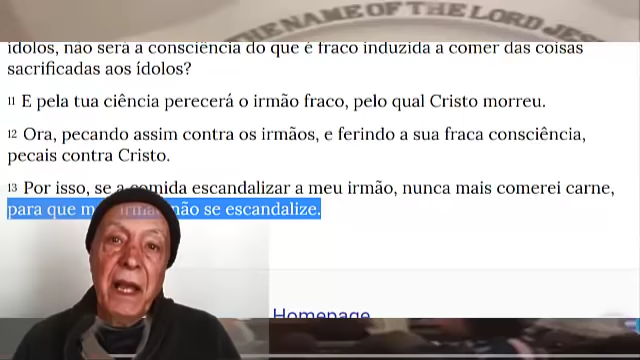 THE NAME OF THE LORD JES
ídolos, não será a consciência do que é fraco induzida a comer das coisas
sacrificadas aos ídolos?
11 E pela tua ciência perecerá o irmão fraco, pelo qual Cristo morreu.
12 Ora, pecando assim contra os irmãos, e ferindo a sua fraca consciência,
pecais contra Cristo.
13 Por isso, se a comida escandalizar a meu irmão, nunca mais comerei carne,
para que meu irmão não se escandalize.
Homepage